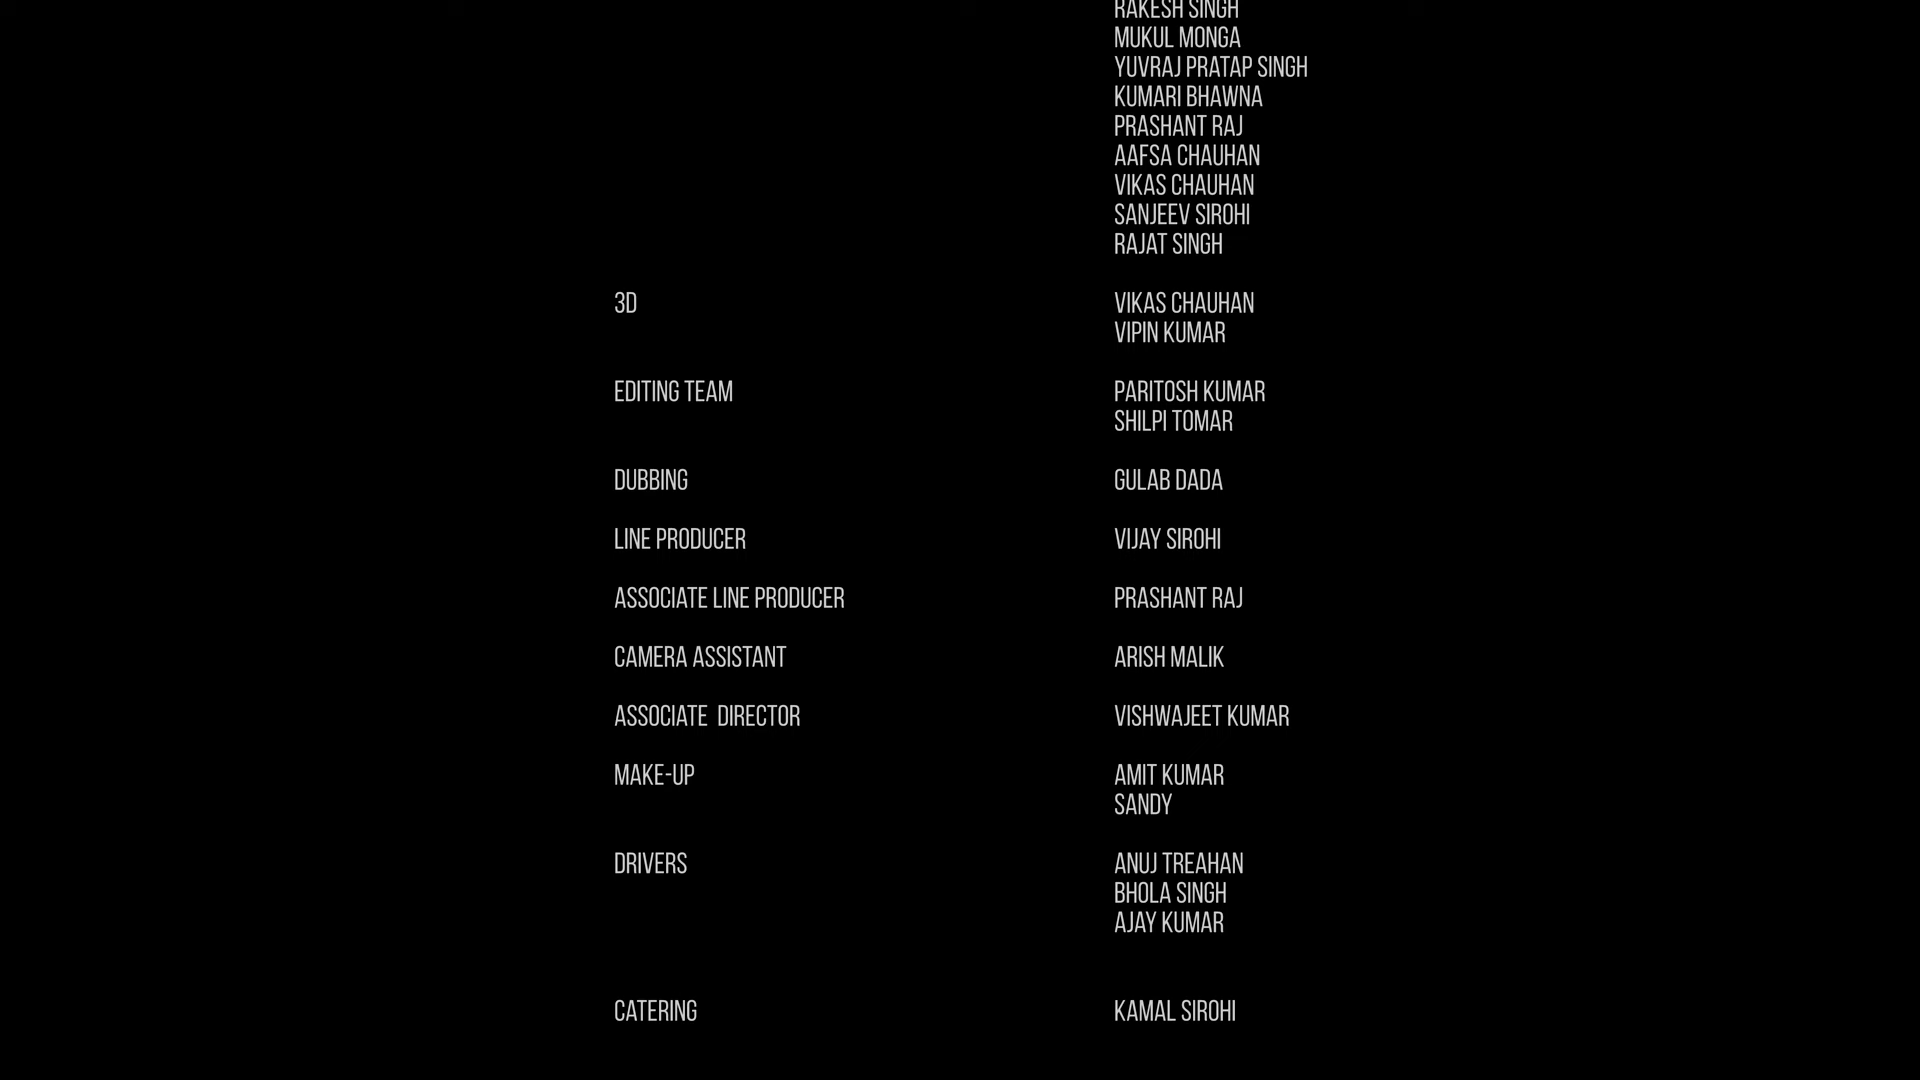 RAKESH SINGH
MUKUL MONGA
YUVRAJ PRATAP SINGH
KUMARI BHAWNA
PRASHANT RAJ
AAFSA CHAUHAN
VIKAS CHAUHAN
SANJEEV SIROHI
RAJAT SINGH
3D VIKAS CHAUHAN
VIPIN KUMAR
EDITING TEAM PARITOSH KUMAR
SHILPI TOMAR
DUBBING GULAB DADA
LINE PRODUCER VIJAY SIROHI
ASSOCIATE LINE PRODUCER PRASHANT RAJ
CAMERA ASSISTANT ARISH MALIK
ASSOCIATE DIRECTOR VISHWAJEET KUMAR
MAKE-UP AMIT KUMAR
SANDY
DRIVERS ANUJ TREAHAN
BHOLA SINGH
AJAY KUMAR
CATERING KAMAL SIROHI